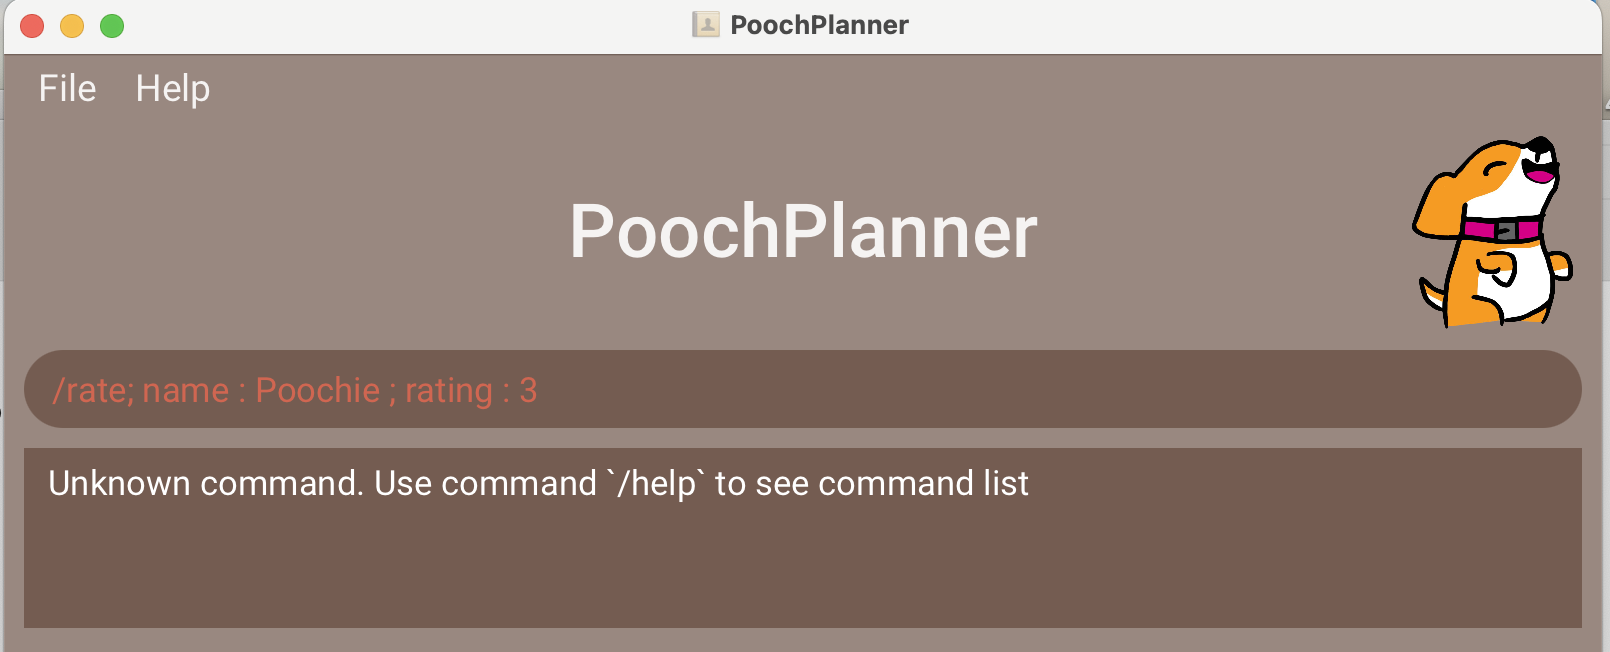 PoochPlanner
File Help
PoochPlanner
/rate; name : Poochie ; rating : 3
Unknown command. Use command `/help` to see command list